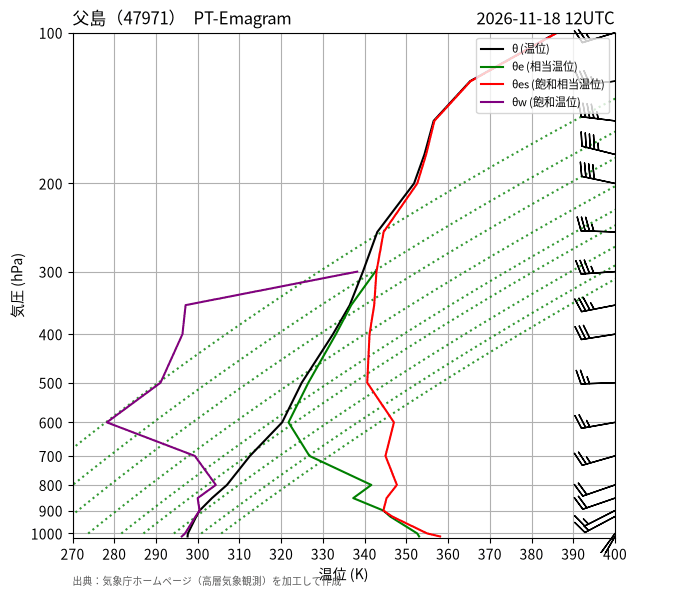 父島（47971） PT-Emagram
2026-11-18 12UTC
θ (温位)
θe (相当温位)
θes (飽和相当温位)
θw (飽和温位)
気圧 (hPa)
100
200
300
400
500
600
700
800
900
1000
270 280 290 300 310 320 330 340 350 360 370 380 390 400
温位 (K)
出典：気象庁ホームページ（高層気象観測）を加工して作成